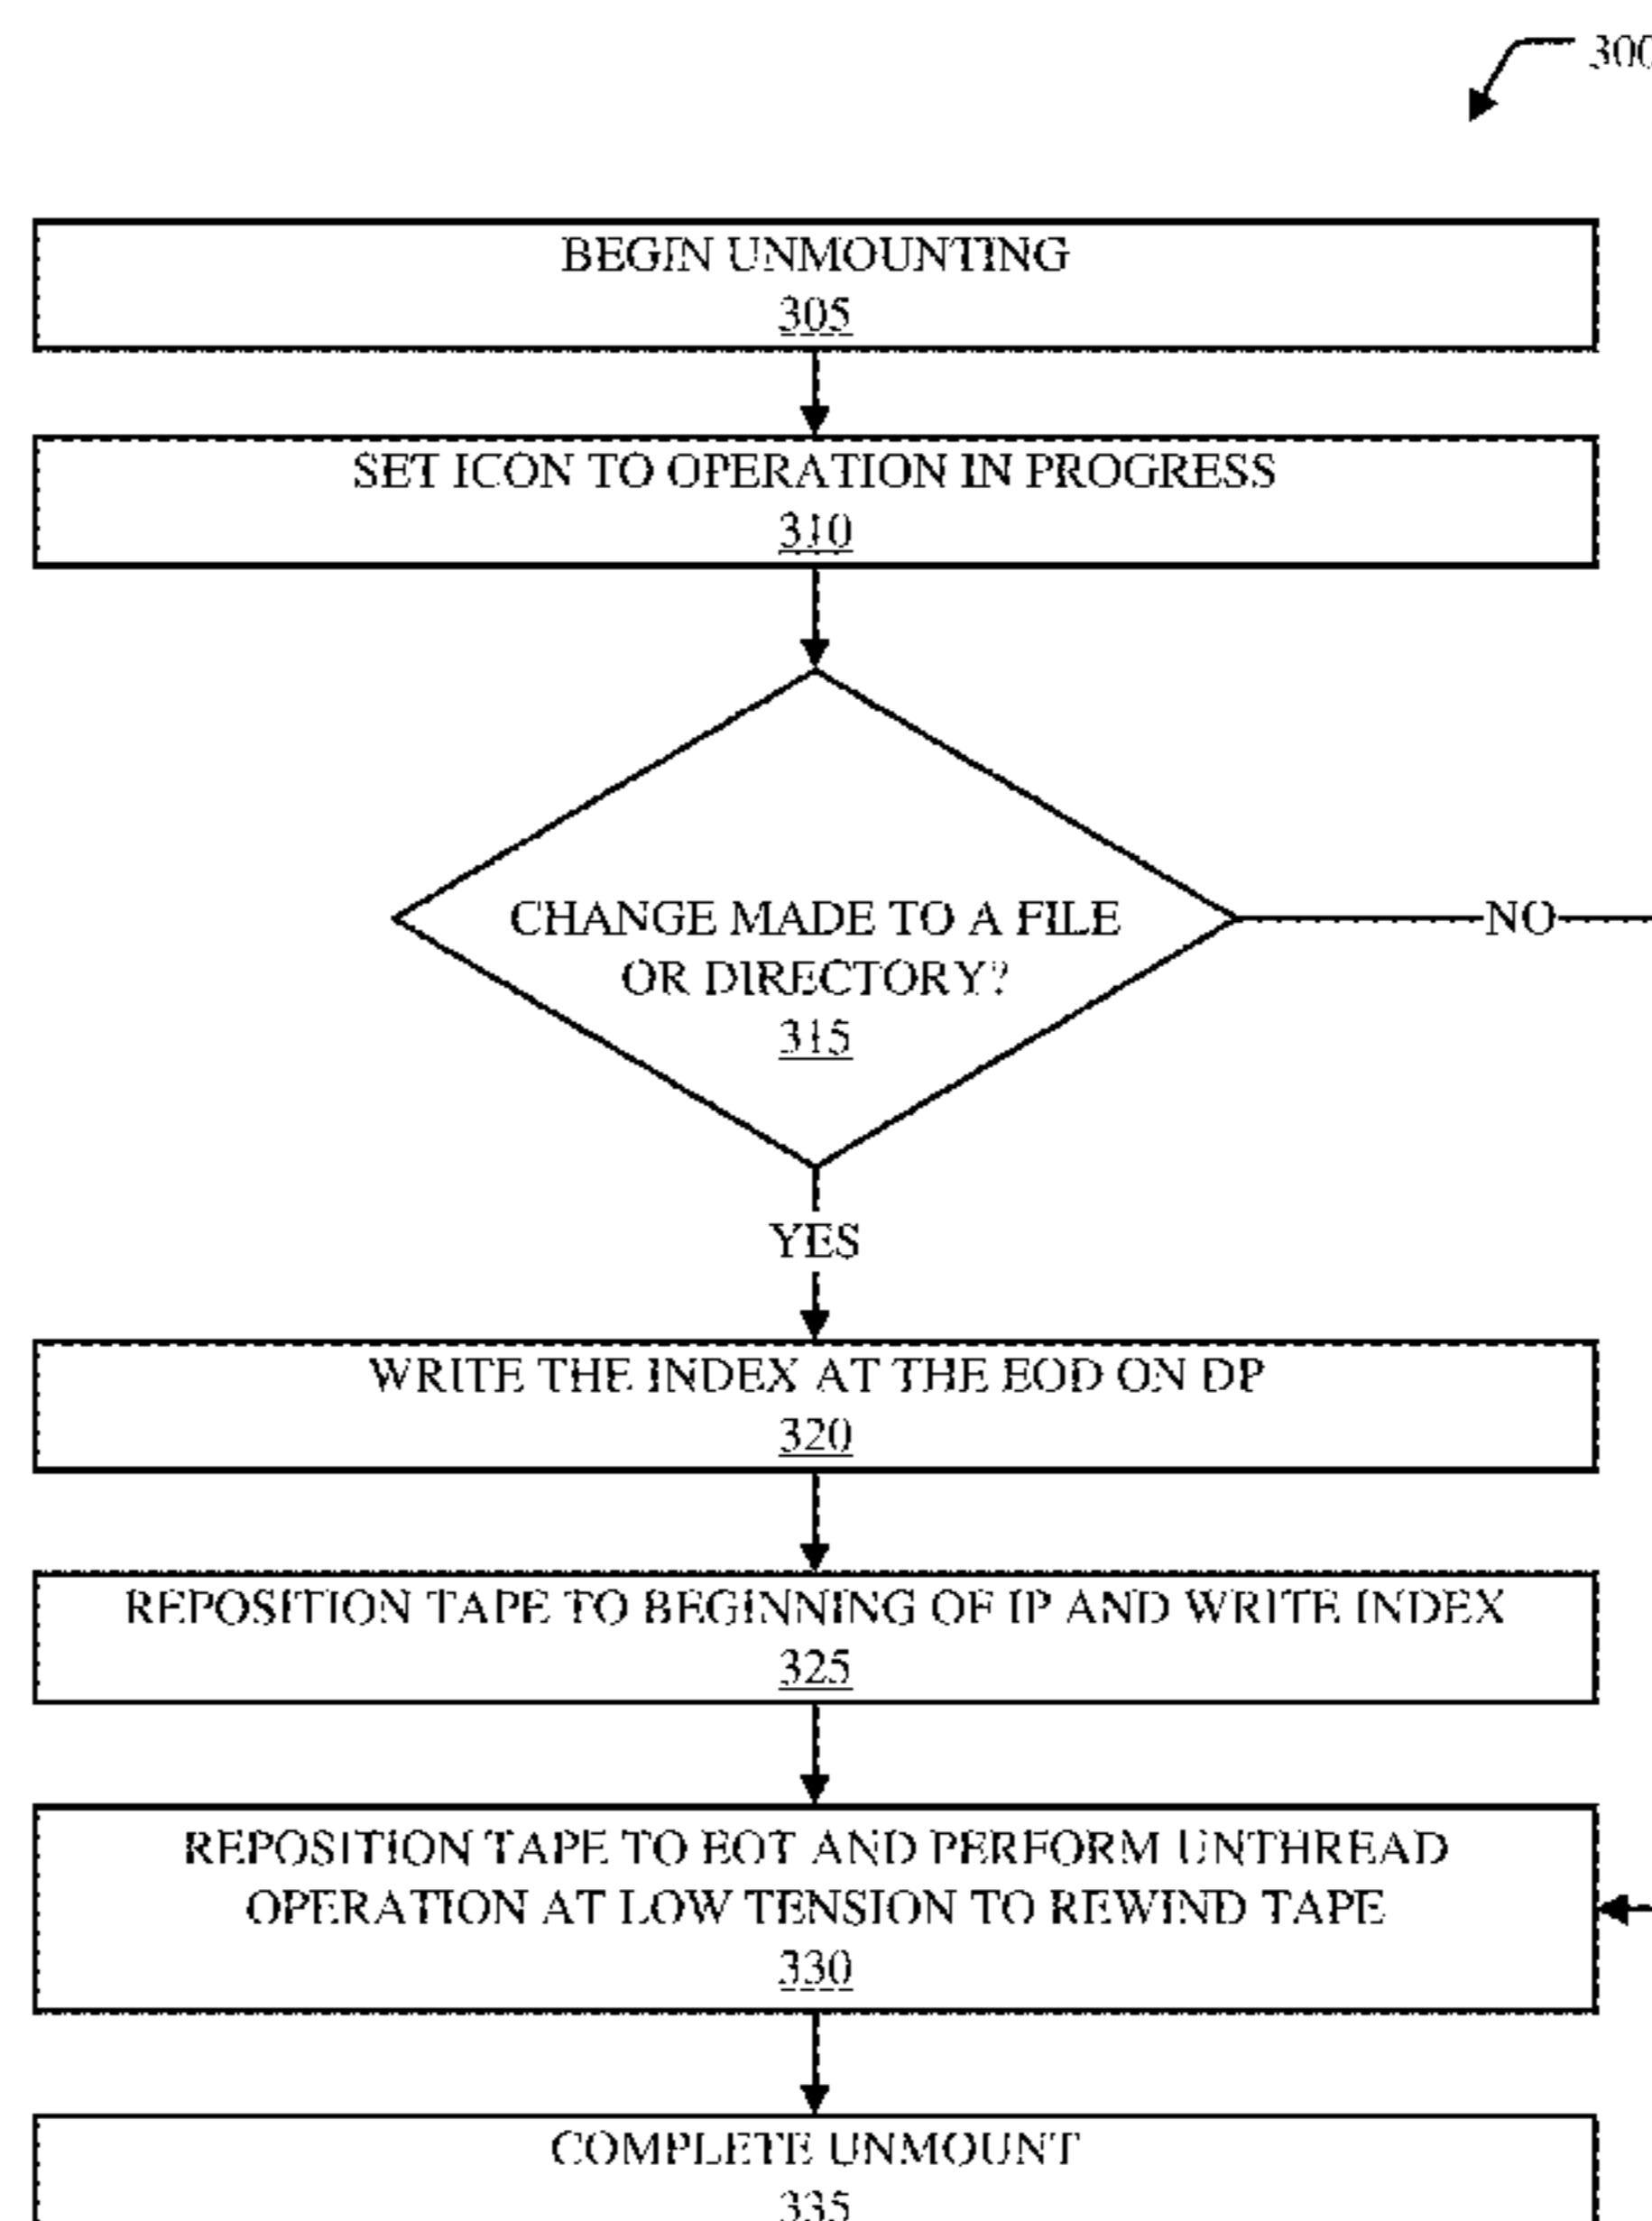 300
BEGIN UNMOUNTING
305
SET ICON TO OPERATION IN PROGRESS
310
CHANGE MADE TO A FILE
OR DIRECTORY?
315
NO
YES
WRITE THE INDEX AT THE EOD ON DP
320
REPOSITION TAPE TO BEGINNING OF IP AND WRITE INDEX
325
REPOSITION TAPE TO EOT AND PERFORM UNTHREAD
OPERATION AT LOW TENSION TO REWIND TAPE
330
COMPLETE UNMOUNT
335